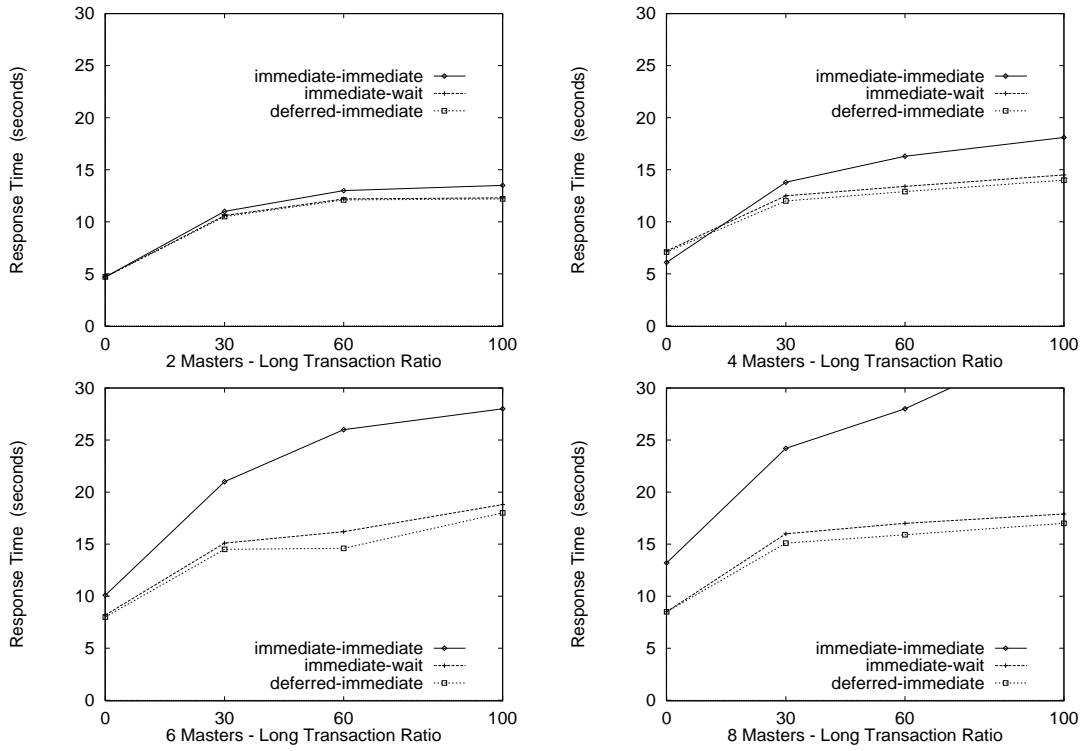 30
25
20
15
10
5
0
Response Time (seconds)
immediate-immediate
immediate-wait
deferred-immediate
0 30 60 100
2 Masters - Long Transaction Ratio
30
25
20
15
10
5
0
Response Time (seconds)
immediate-immediate
immediate-wait
deferred-immediate
0 30 60 100
4 Masters - Long Transaction Ratio
30
25
20
15
10
5
0
Response Time (seconds)
immediate-immediate
immediate-wait
deferred-immediate
0 30 60 100
6 Masters - Long Transaction Ratio
30
25
20
15
10
5
0
Response Time (seconds)
immediate-immediate
immediate-wait
deferred-immediate
0 30 60 100
8 Masters - Long Transaction Ratio